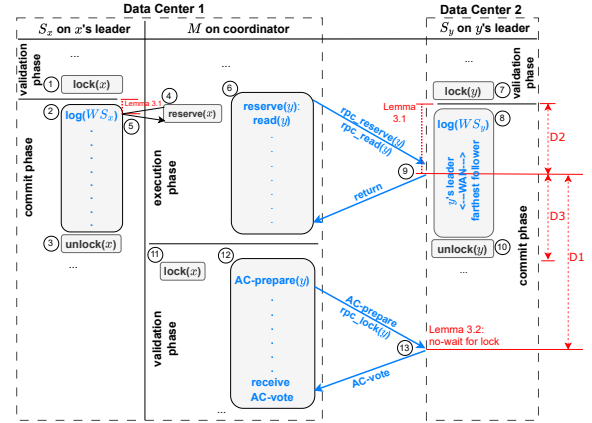 Data Center 1
Data Center 2
S_x on x's leader
M on coordinator
S_y on y's leader
validation phase
...
1
lock(x)
Lemma 3.1
commit phase
2
log(WS_x)
5
3
unlock(x)
...
...
4
reserve(x)
execution phase
6
reserve(y):
read(y)
rpc_reserve(y)
rpc_read(y)
return
11
lock(x)
validation phase
12
AC-prepare(y)
receive
AC-vote
...
AC-prepare
rpc_lock(y)
AC-vote
...
7
lock(y)
validation phase
Lemma
3.1
8
log(WS_y)
y's leader
<---WAN--->
farthest follower
9
unlock(y)
10
...
commit phase
D2
D3
D1
Lemma 3.2:
no-wait for lock
13